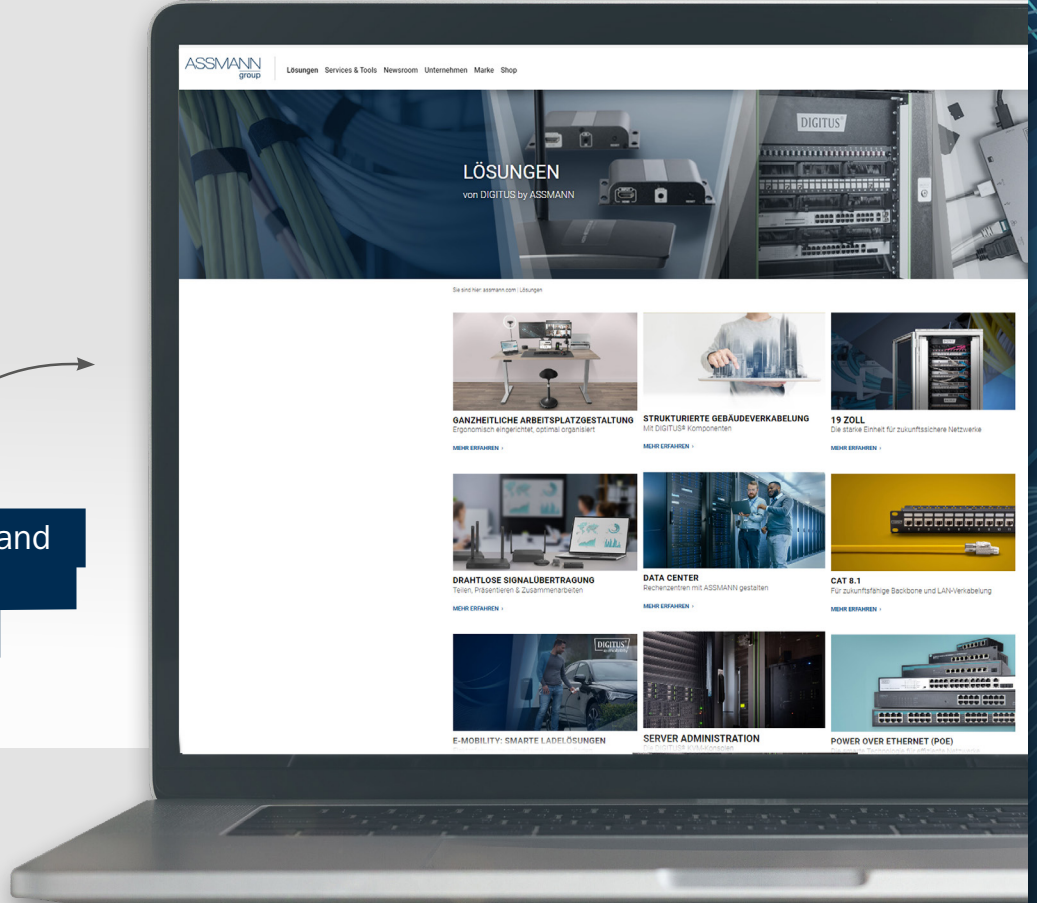 ASSMANN
group
Lösungen Services & Tools Newsroom Unternehmen Marke Shop
DIGITUS®
LÖSUNGEN
von DIGITUS by ASSMANN
Sie sind hier: assmann.com | Lösungen
and
GANZHEITLICHE ARBEITSPLATZGESTALTUNG
Ergonomisch eingerichtet, optimal organisiert
MEHR ERFAHREN ›
STRUKTURIERTE GEBÄUDEVERKABELUNG
Mit DIGITUS® Komponenten
MEHR ERFAHREN ›
19 ZOLL
Die starke Einheit für zukunftssichere Netzwerke
MEHR ERFAHREN ›
DRAHTLOSE SIGNALÜBERTRAGUNG
Teilen, Präsentieren & Zusammenarbeiten
MEHR ERFAHREN ›
DATA CENTER
Rechenzentren mit ASSMANN gestalten
MEHR ERFAHREN ›
CAT 8.1
Für zukunftsfähige Backbone und LAN-Verkabelung
MEHR ERFAHREN ›
DIGITUS®
E-MOBILITY: SMARTE LADELÖSUNGEN
SERVER ADMINISTRATION
Die DIGITUS® KVM-Konsolen
POWER OVER ETHERNET (POE)